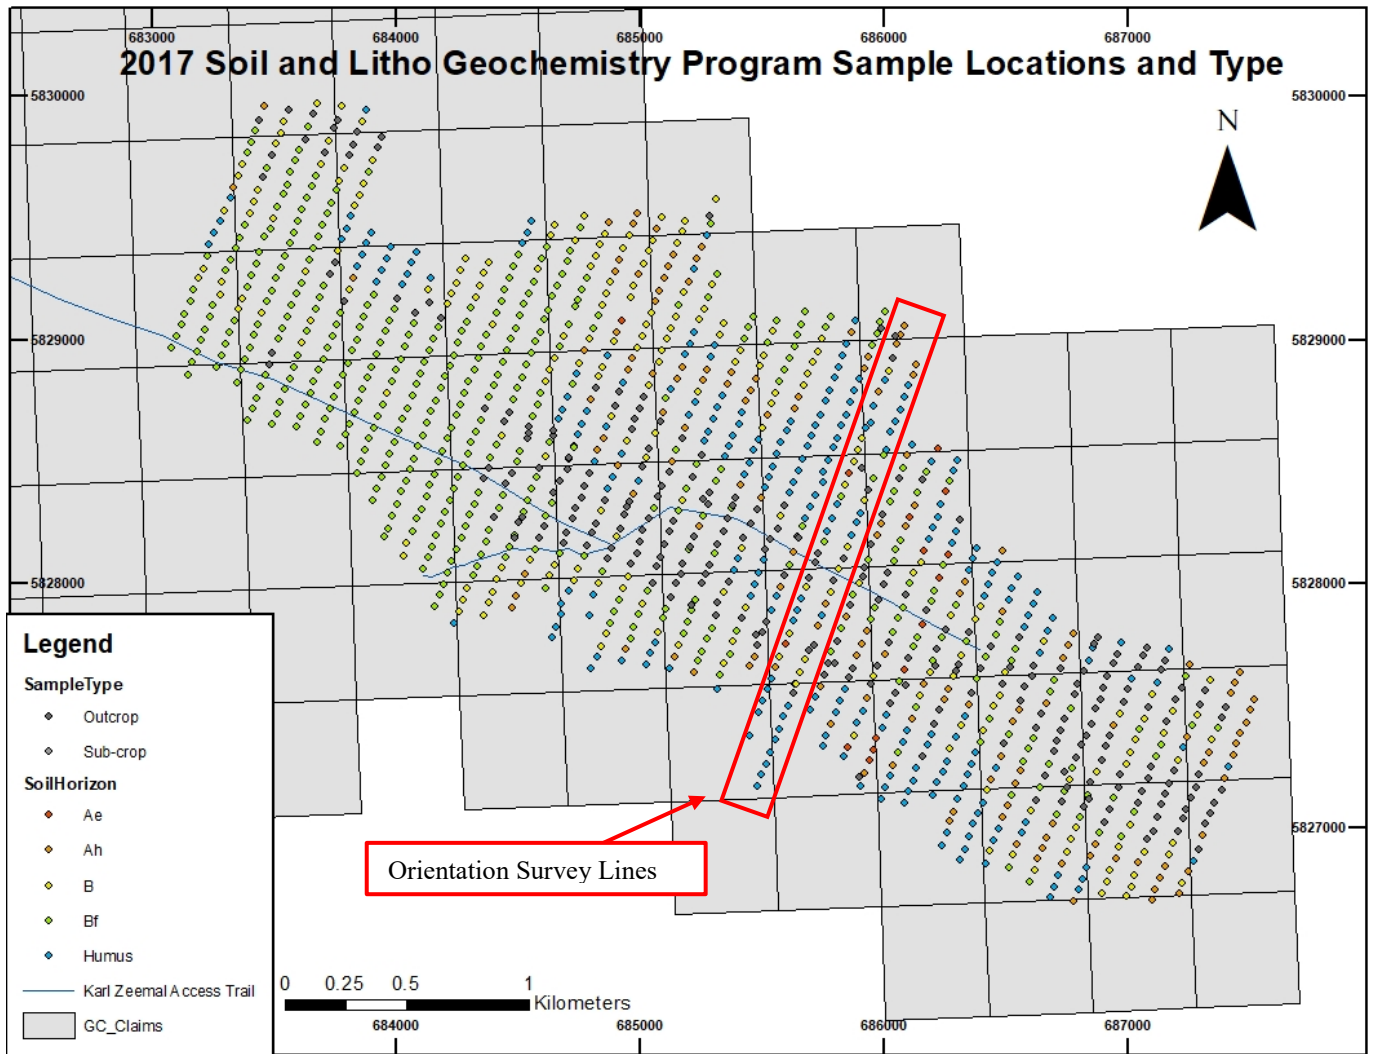 683000 684000 685000 686000 687000
2017 Soil and Litho Geochemistry Program Sample Locations and Type
5830000 5830000
N
5829000 5829000
5828000 5828000
Legend
SampleType
Outcrop
Sub-crop
SoilHorizon
Ae
Ah
B
Bf
Humus
Karl Zeemal Access Trail
GC_Claims
5827000
Orientation Survey Lines
0 0.25 0.5 1
Kilometers
684000 685000 686000 687000